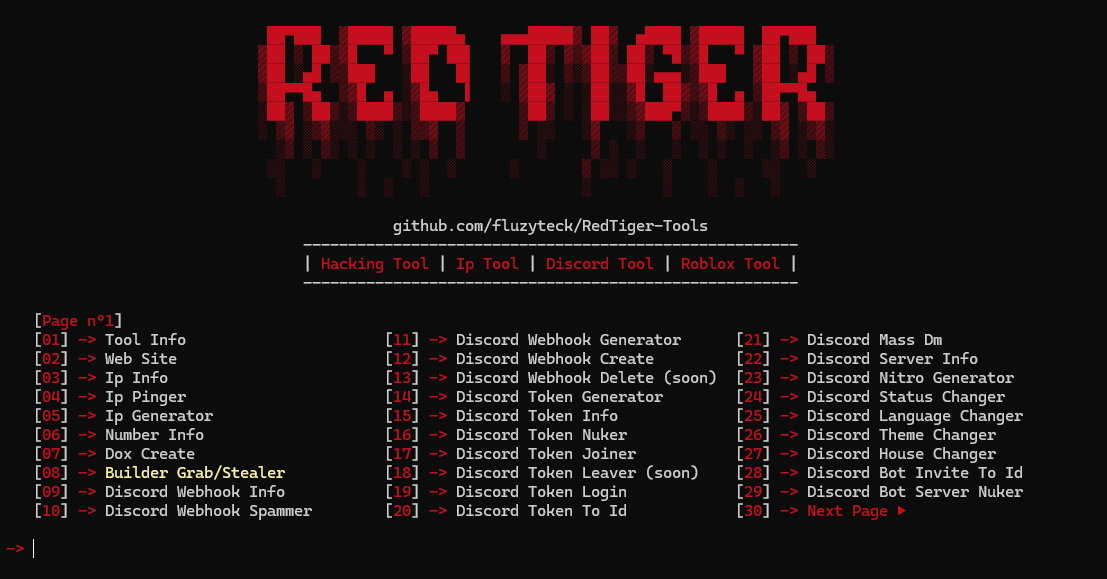 RED TIGER
github.com/fluzyteck/RedTiger-Tools
| Hacking Tool | Ip Tool | Discord Tool | Roblox Tool |
[Page n°1]
[01] -> Tool Info [11] -> Discord Webhook Generator [21] -> Discord Mass Dm
[02] -> Web Site [12] -> Discord Webhook Create [22] -> Discord Server Info
[03] -> Ip Info [13] -> Discord Webhook Delete (soon) [23] -> Discord Nitro Generator
[04] -> Ip Pinger [14] -> Discord Token Generator [24] -> Discord Status Changer
[05] -> Ip Generator [15] -> Discord Token Info [25] -> Discord Language Changer
[06] -> Number Info [16] -> Discord Token Nuker [26] -> Discord Theme Changer
[07] -> Dox Create [17] -> Discord Token Joiner [27] -> Discord House Changer
[08] -> Builder Grab/Stealer [18] -> Discord Token Leaver (soon) [28] -> Discord Bot Invite To Id
[09] -> Discord Webhook Info [19] -> Discord Token Login [29] -> Discord Bot Server Nuker
[10] -> Discord Webhook Spammer [20] -> Discord Token To Id [30] -> Next Page ►
->